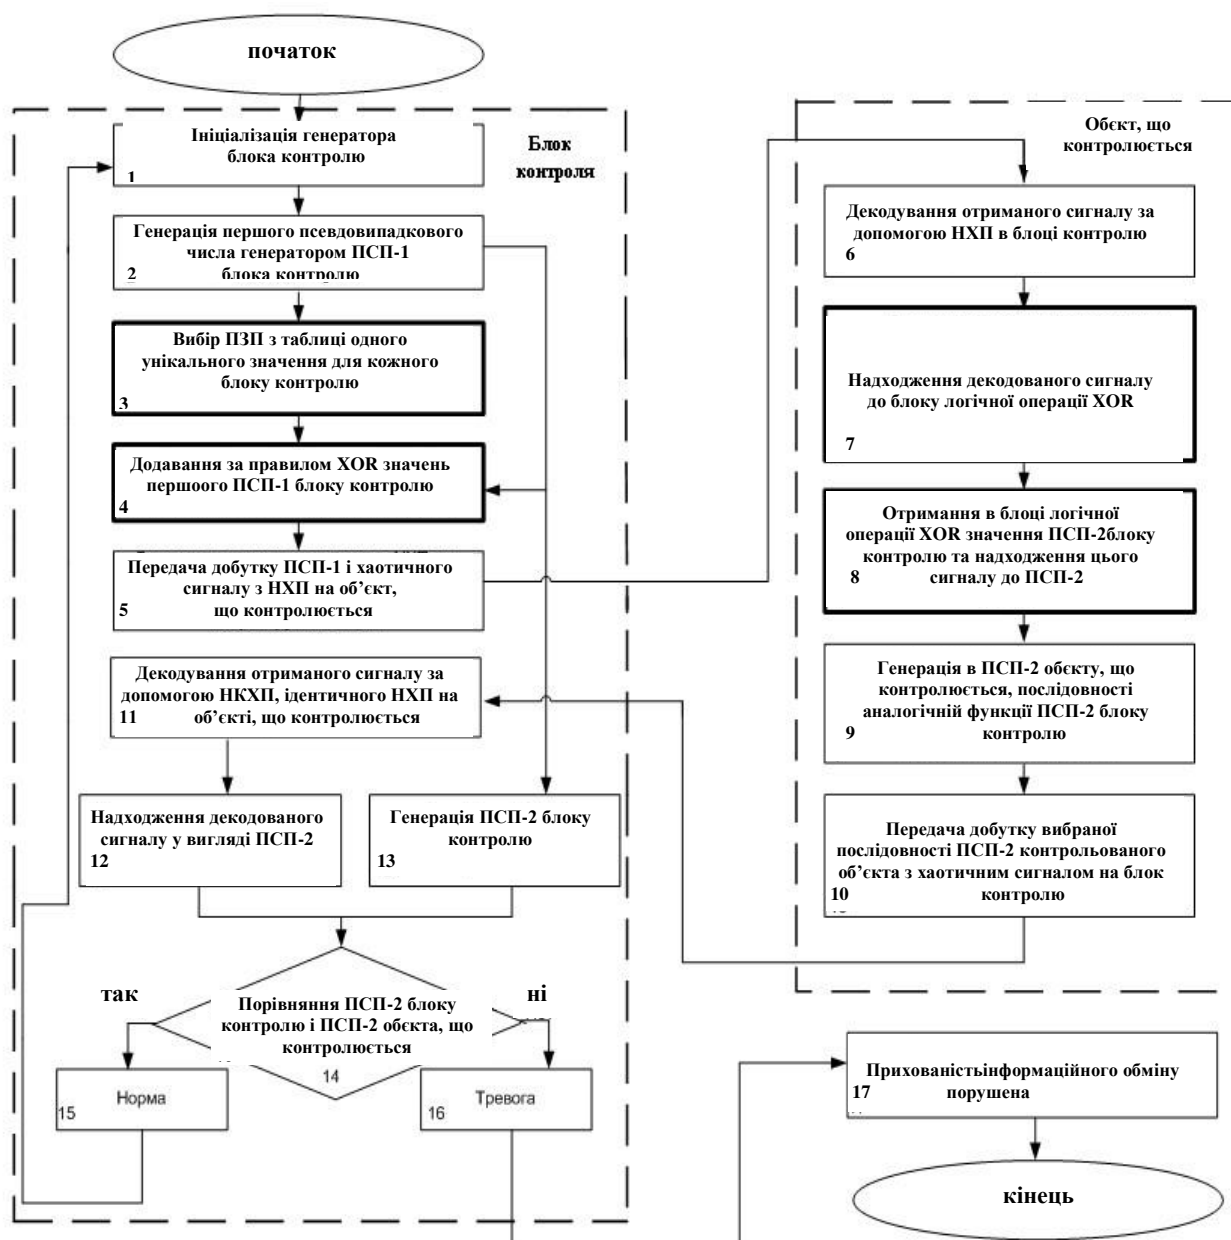 початок
Ініціалізація генератора
блока контролю
1
Блок
контроля
Генерація першого псевдовипадкового
числа генератором ПСП-1
2
блока контролю
Вибір ПЗП з таблиці одного
унікального значення для кожного
блоку контролю
3
Додавання за правилом XOR значень
першоого ПСП-1 блоку контролю
4
Передача добутку ПСП-1 і хаотичного
сигналу з НХП на об’єкт,
5
що контролюється
Декодування отриманого сигналу за
допомогою НКХП, ідентичного НХП на
11
об’єкті, що контролюється
Надходження декодованого
сигналу у вигляді ПСП-2
12
Генерація ПСП-2 блоку
контролю
13
так
ні
Порівняння ПСП-2 блоку
контролю і ПСП-2 обєкта, що
контролюється
14
Норма
15
Тревога
16
Обєкт, що
контролюється
Декодування отриманого сигналу за
допомогою НХП в блоці контролю
6
Надходження декодованого сигналу
до блоку логічної операції XOR
7
Отримання в блоці логічної
операції XOR значення ПСП-2блоку
контролю та надходження цього
8
сигналу до ПСП-2
Генерація в ПСП-2 обєкту, що
контролюється, послідовності
аналогічній функції ПСП-2 блоку
9
контролю
Передача добутку вибраної
послідовності ПСП-2 контрольованого
об’єкта з хаотичним сигналом на блок
10
контролю
Прихованістьінформаційного обміну
17
порушена
кінець